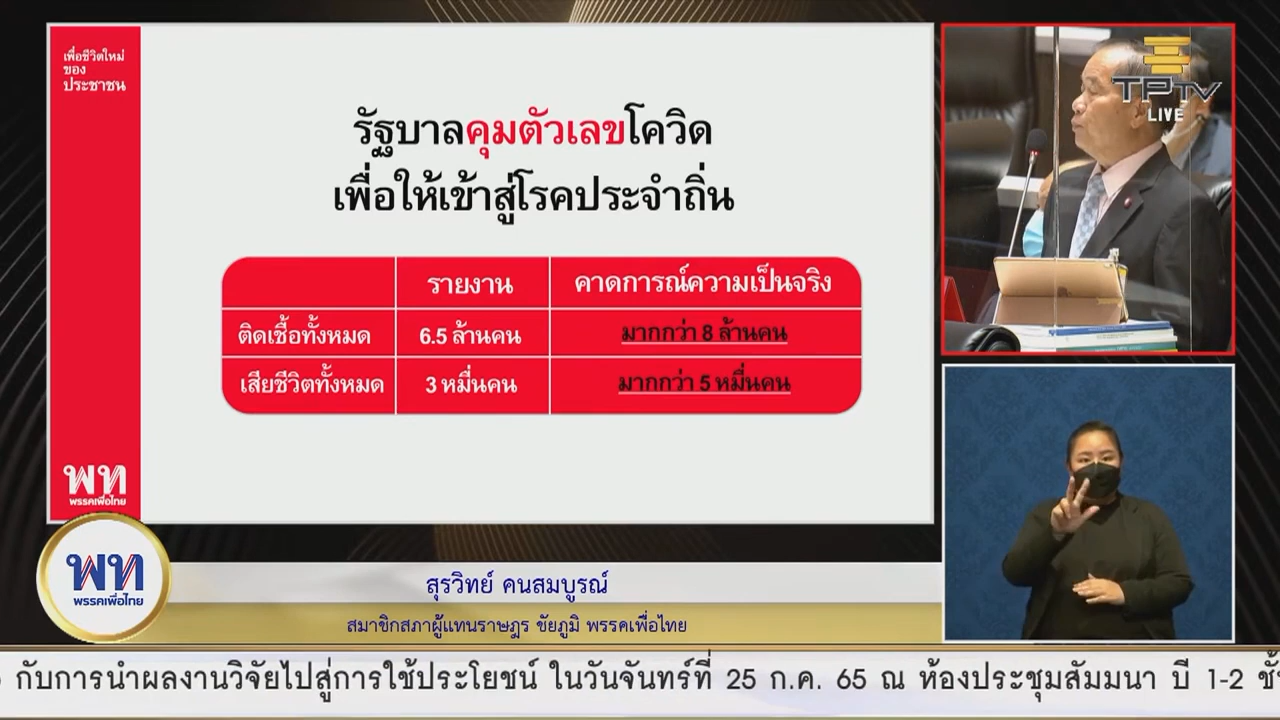 เพื่อชีวิตใหม่
ของ
ประชาชน
รัฐบาลคุมตัวเลขโควิด
เพื่อให้เข้าสู่โรคประจำถิ่น
รายงาน คาดการณ์ความเป็นจริง
ติดเชื้อทั้งหมด 6.5 ล้านคน มากกว่า 8 ล้านคน
เสียชีวิตทั้งหมด 3 หมื่นคน มากกว่า 5 หมื่นคน
พท
พรรคเพื่อไทย
TPTV
LIVE
พท
พรรคเพื่อไทย
สุรวิทย์ คนสมบูรณ์
สมาชิกสภาผู้แทนราษฎร ชัยภูมิ พรรคเพื่อไทย
กับการนำผลงานวิจัยไปสู่การใช้ประโยชน์ ในวันจันทร์ที่ 25 ก.ค. 65 ณ ห้องประชุมสัมมนา บี 1-2